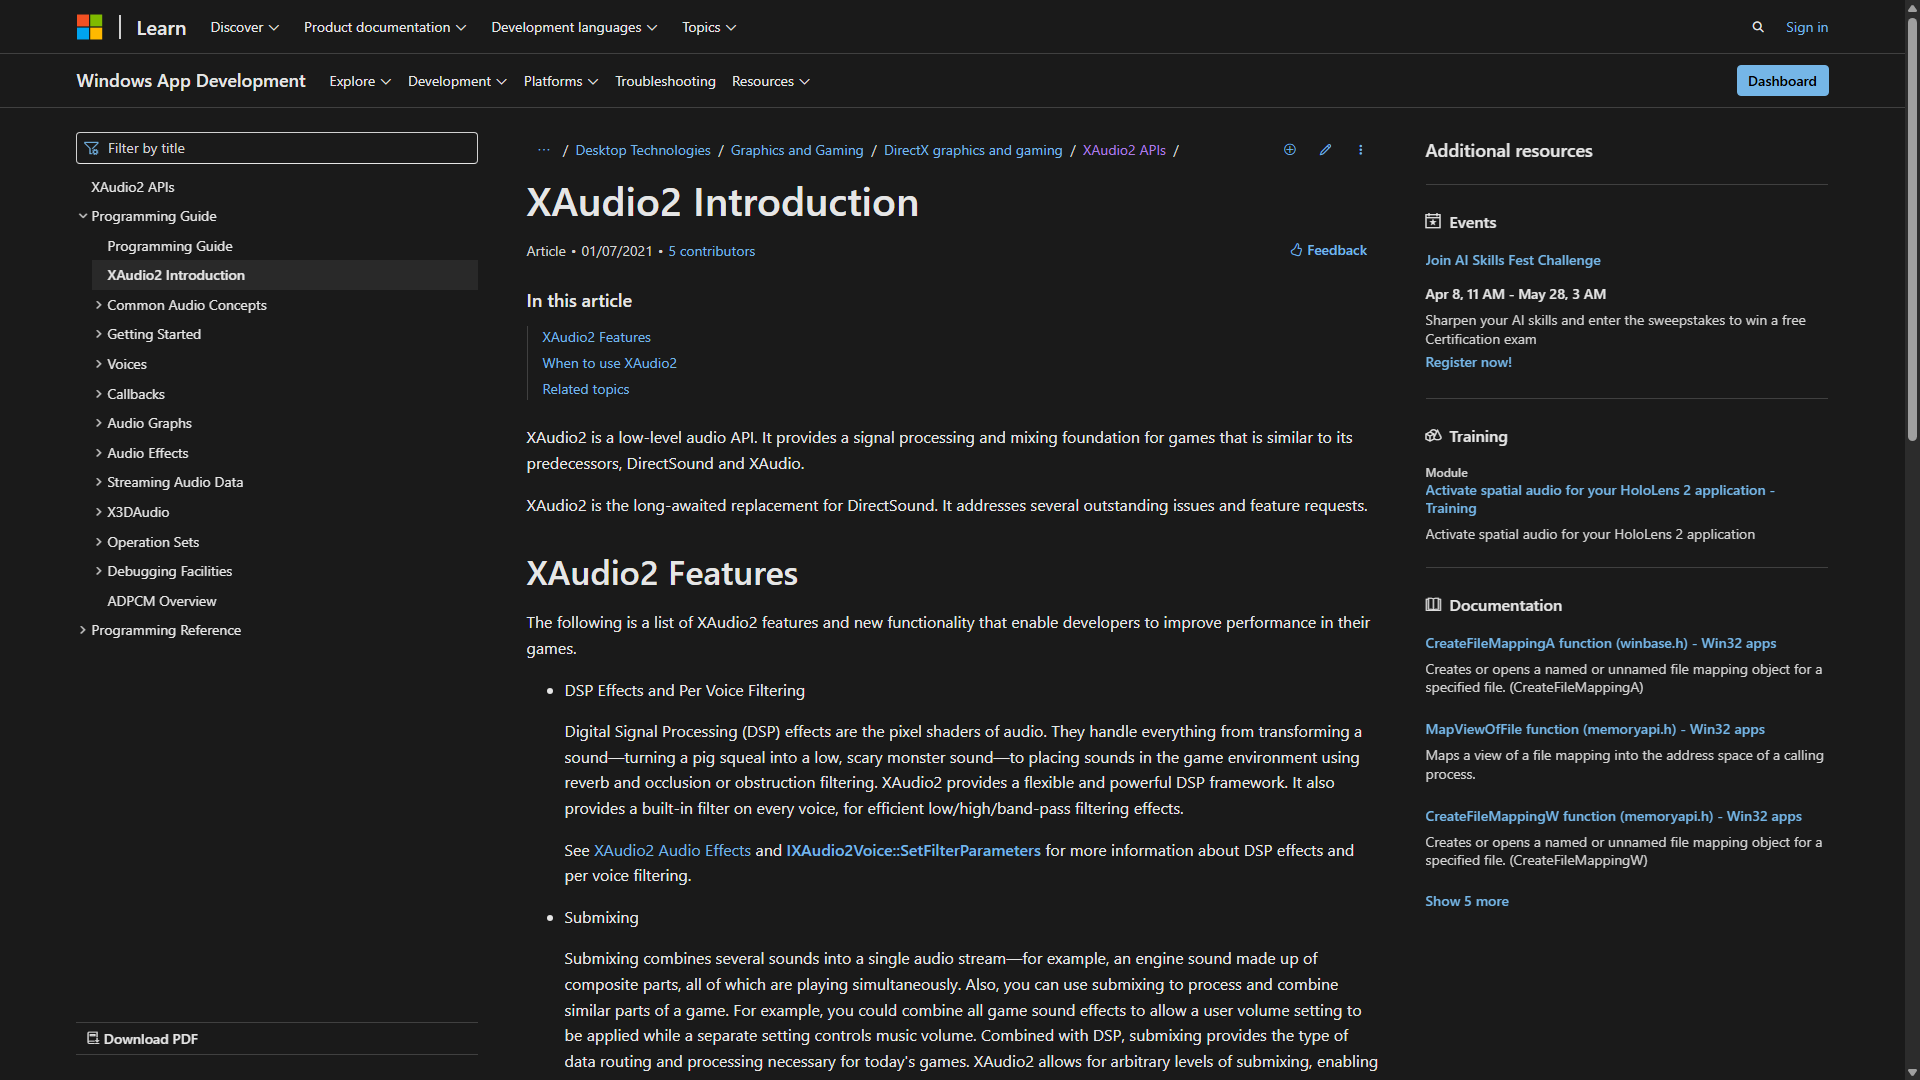 Learn
Discover
Product documentation
Development languages
Topics
Sign in
Windows App Development
Explore
Development
Platforms
Troubleshooting
Resources
Dashboard
Filter by title
XAudio2 APIs
Programming Guide
Programming Guide
XAudio2 Introduction
Common Audio Concepts
Getting Started
Voices
Callbacks
Audio Graphs
Audio Effects
Streaming Audio Data
X3DAudio
Operation Sets
Debugging Facilities
ADPCM Overview
Programming Reference
Download PDF
··· / Desktop Technologies / Graphics and Gaming / DirectX graphics and gaming / XAudio2 APIs /
XAudio2 Introduction
Article • 01/07/2021 • 5 contributors
Feedback
In this article
XAudio2 Features
When to use XAudio2
Related topics
XAudio2 is a low-level audio API. It provides a signal processing and mixing foundation for games that is similar to its
predecessors, DirectSound and XAudio.
XAudio2 is the long-awaited replacement for DirectSound. It addresses several outstanding issues and feature requests.
XAudio2 Features
The following is a list of XAudio2 features and new functionality that enable developers to improve performance in their
games.
• DSP Effects and Per Voice Filtering
Digital Signal Processing (DSP) effects are the pixel shaders of audio. They handle everything from transforming a
sound—turning a pig squeal into a low, scary monster sound—to placing sounds in the game environment using
reverb and occlusion or obstruction filtering. XAudio2 provides a flexible and powerful DSP framework. It also
provides a built-in filter on every voice, for efficient low/high/band-pass filtering effects.
See XAudio2 Audio Effects and IXAudio2Voice::SetFilterParameters for more information about DSP effects and
per voice filtering.
• Submixing
Submixing combines several sounds into a single audio stream—for example, an engine sound made up of
composite parts, all of which are playing simultaneously. Also, you can use submixing to process and combine
similar parts of a game. For example, you could combine all game sound effects to allow a user volume setting to
be applied while a separate setting controls music volume. Combined with DSP, submixing provides the type of
data routing and processing necessary for today's games. XAudio2 allows for arbitrary levels of submixing, enabling
Additional resources
Events
Join AI Skills Fest Challenge
Apr 8, 11 AM - May 28, 3 AM
Sharpen your AI skills and enter the sweepstakes to win a free
Certification exam
Register now!
Training
Module
Activate spatial audio for your HoloLens 2 application -
Training
Activate spatial audio for your HoloLens 2 application
Documentation
CreateFileMappingA function (winbase.h) - Win32 apps
Creates or opens a named or unnamed file mapping object for a
specified file. (CreateFileMappingA)
MapViewOfFile function (memoryapi.h) - Win32 apps
Maps a view of a file mapping into the address space of a calling
process.
CreateFileMappingW function (memoryapi.h) - Win32 apps
Creates or opens a named or unnamed file mapping object for a
specified file. (CreateFileMappingW)
Show 5 more